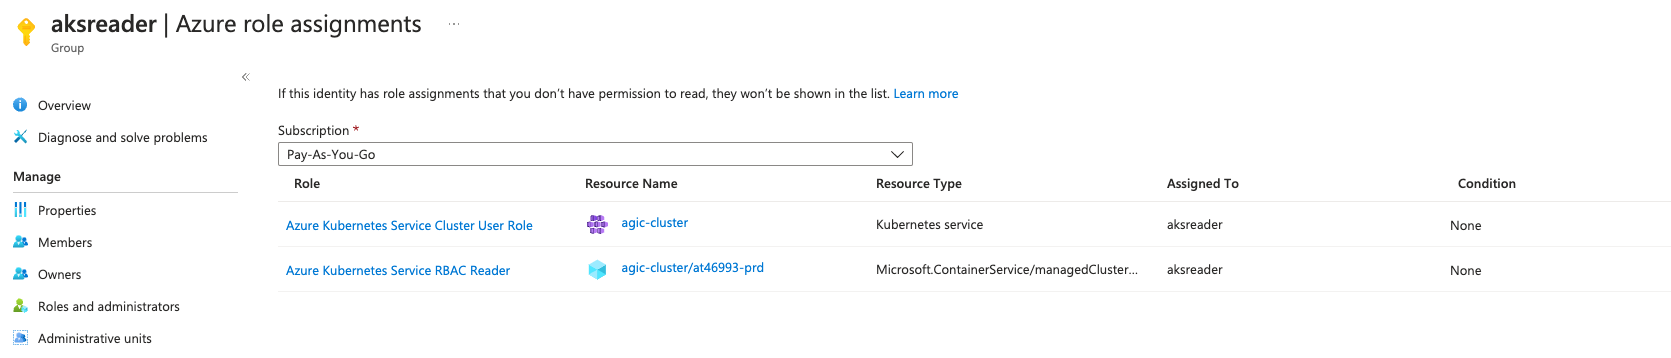 aksreader | Azure role assignments ...
Group
«
Overview
Diagnose and solve problems
Manage
Properties
Members
Owners
Roles and administrators
Administrative units
If this identity has role assignments that you don't have permission to read, they won't be shown in the list. Learn more
Subscription *
Pay-As-You-Go
Role Resource Name Resource Type Assigned To Condition
Azure Kubernetes Service Cluster User Role agic-cluster Kubernetes service aksreader None
Azure Kubernetes Service RBAC Reader agic-cluster/at46993-prd Microsoft.ContainerService/managedCluster... aksreader None